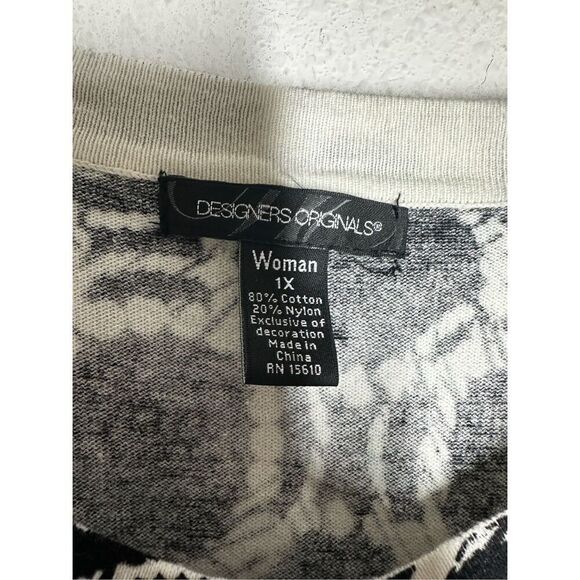 DESIGNERS ORIGINALS®
Woman
1X
80% Cotton
20% Nylon
Exclusive of
decoration
Made in
China
RN 15610